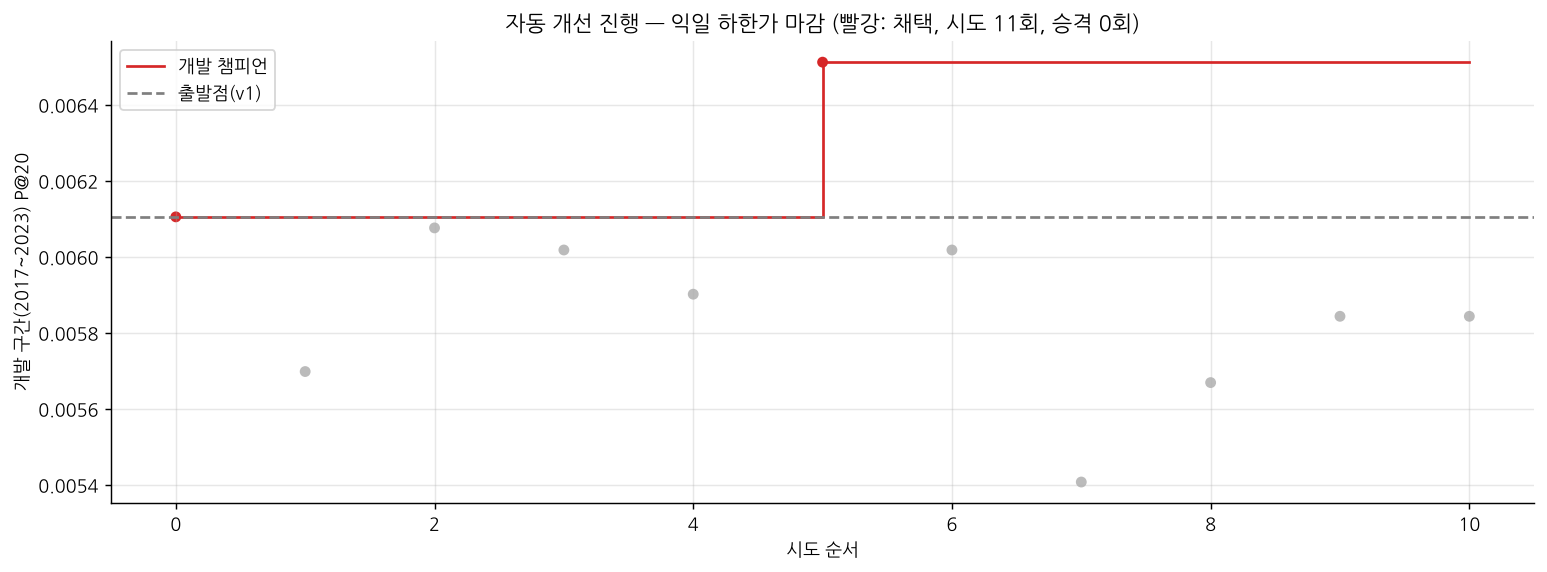 자동 개선 진행 — 익일 하한가 마감 (빨강: 채택, 시도 11회, 승격 0회)
개발 챔피언
출발점(v1)
개발 구간(2017~2023) P@20
0.0064
0.0062
0.0060
0.0058
0.0056
0.0054
0 2 4 6 8 10
시도 순서